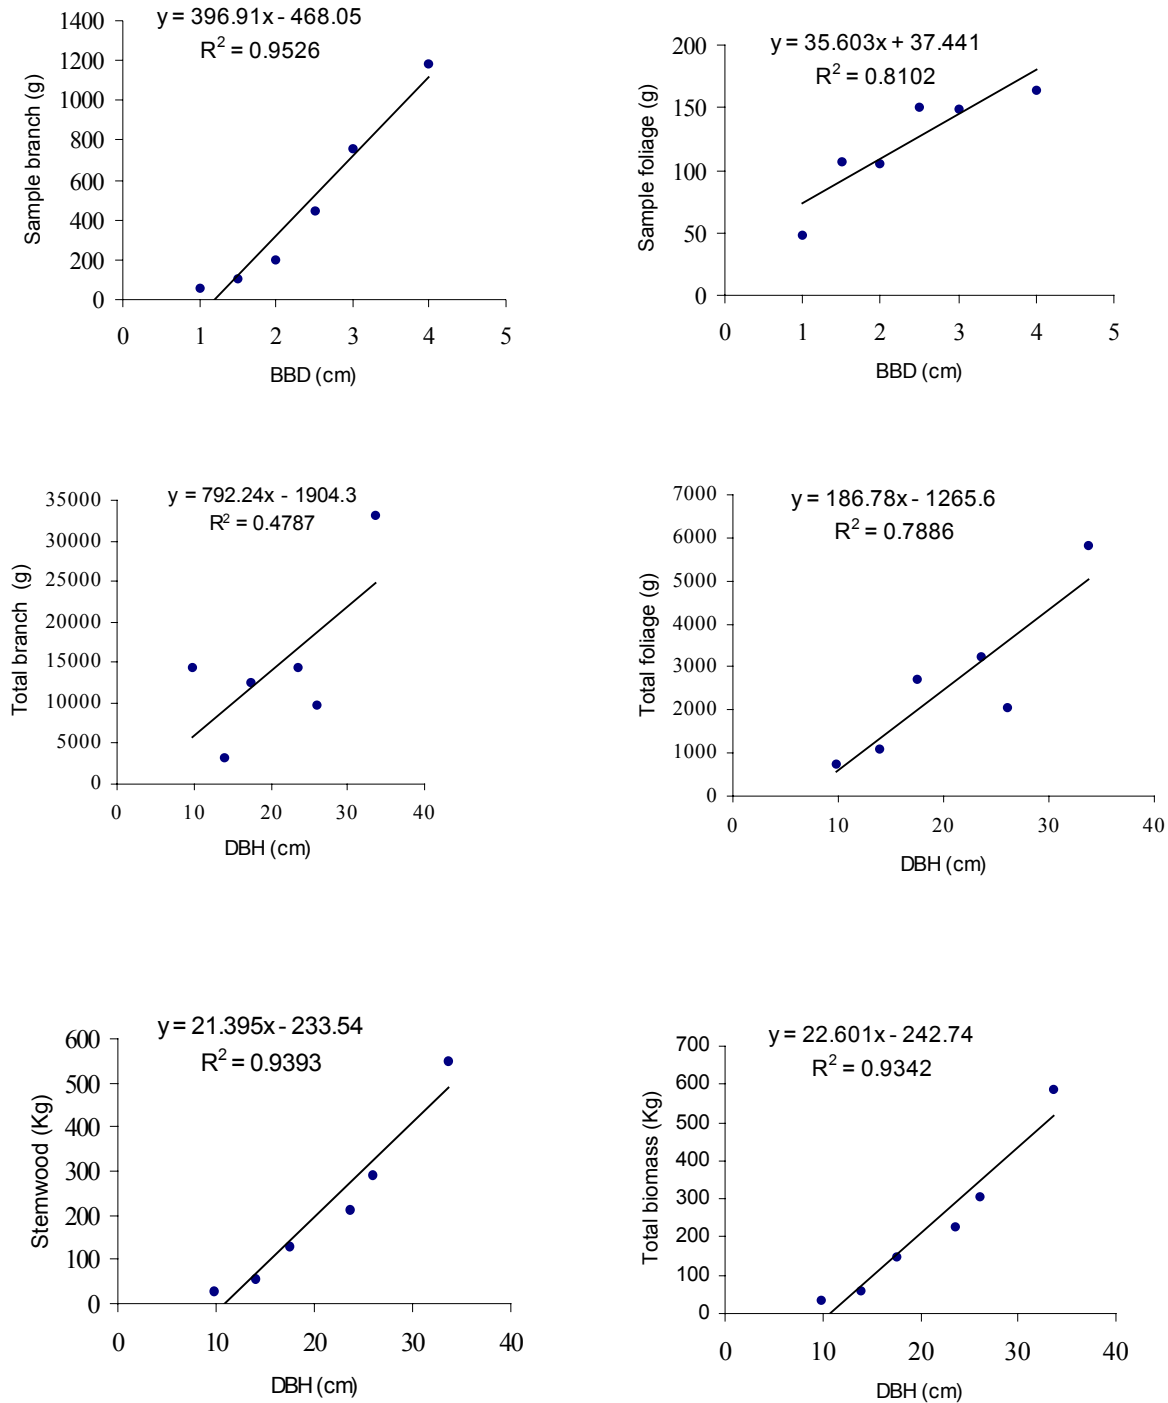 y = 396.91x - 468.05
R² = 0.9526
1400
1200
1000
800
600
400
200
0
Sample branch (g)
0 1 2 3 4 5
BBD (cm)
y = 35.603x + 37.441
R² = 0.8102
200
150
100
50
0
Sample foliage (g)
0 1 2 3 4 5
BBD (cm)
y = 792.24x - 1904.3
R² = 0.4787
35000
30000
25000
20000
15000
10000
5000
0
Total branch (g)
0 10 20 30 40
DBH (cm)
y = 186.78x - 1265.6
R² = 0.7886
7000
6000
5000
4000
3000
2000
1000
0
Total foliage (g)
0 10 20 30 40
DBH (cm)
y = 21.395x - 233.54
R² = 0.9393
600
500
400
300
200
100
0
Stemwood (Kg)
0 10 20 30 40
DBH (cm)
y = 22.601x - 242.74
R² = 0.9342
700
600
500
400
300
200
100
0
Total biomass (Kg)
0 10 20 30 40
DBH (cm)